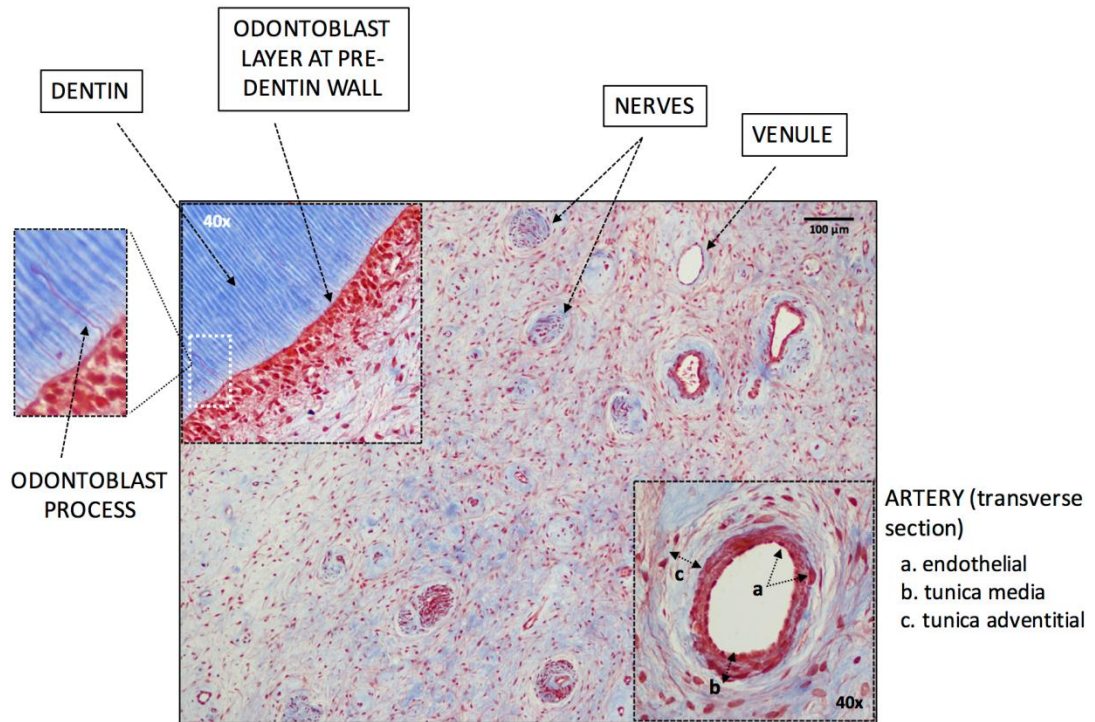 ODONTOBLAST
LAYER AT PRE-
DENTIN WALL
DENTIN
NERVES
VENULE
40x
100 µm
ODONTOBLAST
PROCESS
ARTERY (transverse
section)
a. endothelial
b. tunica media
c. tunica adventitial
c
a
b
40x